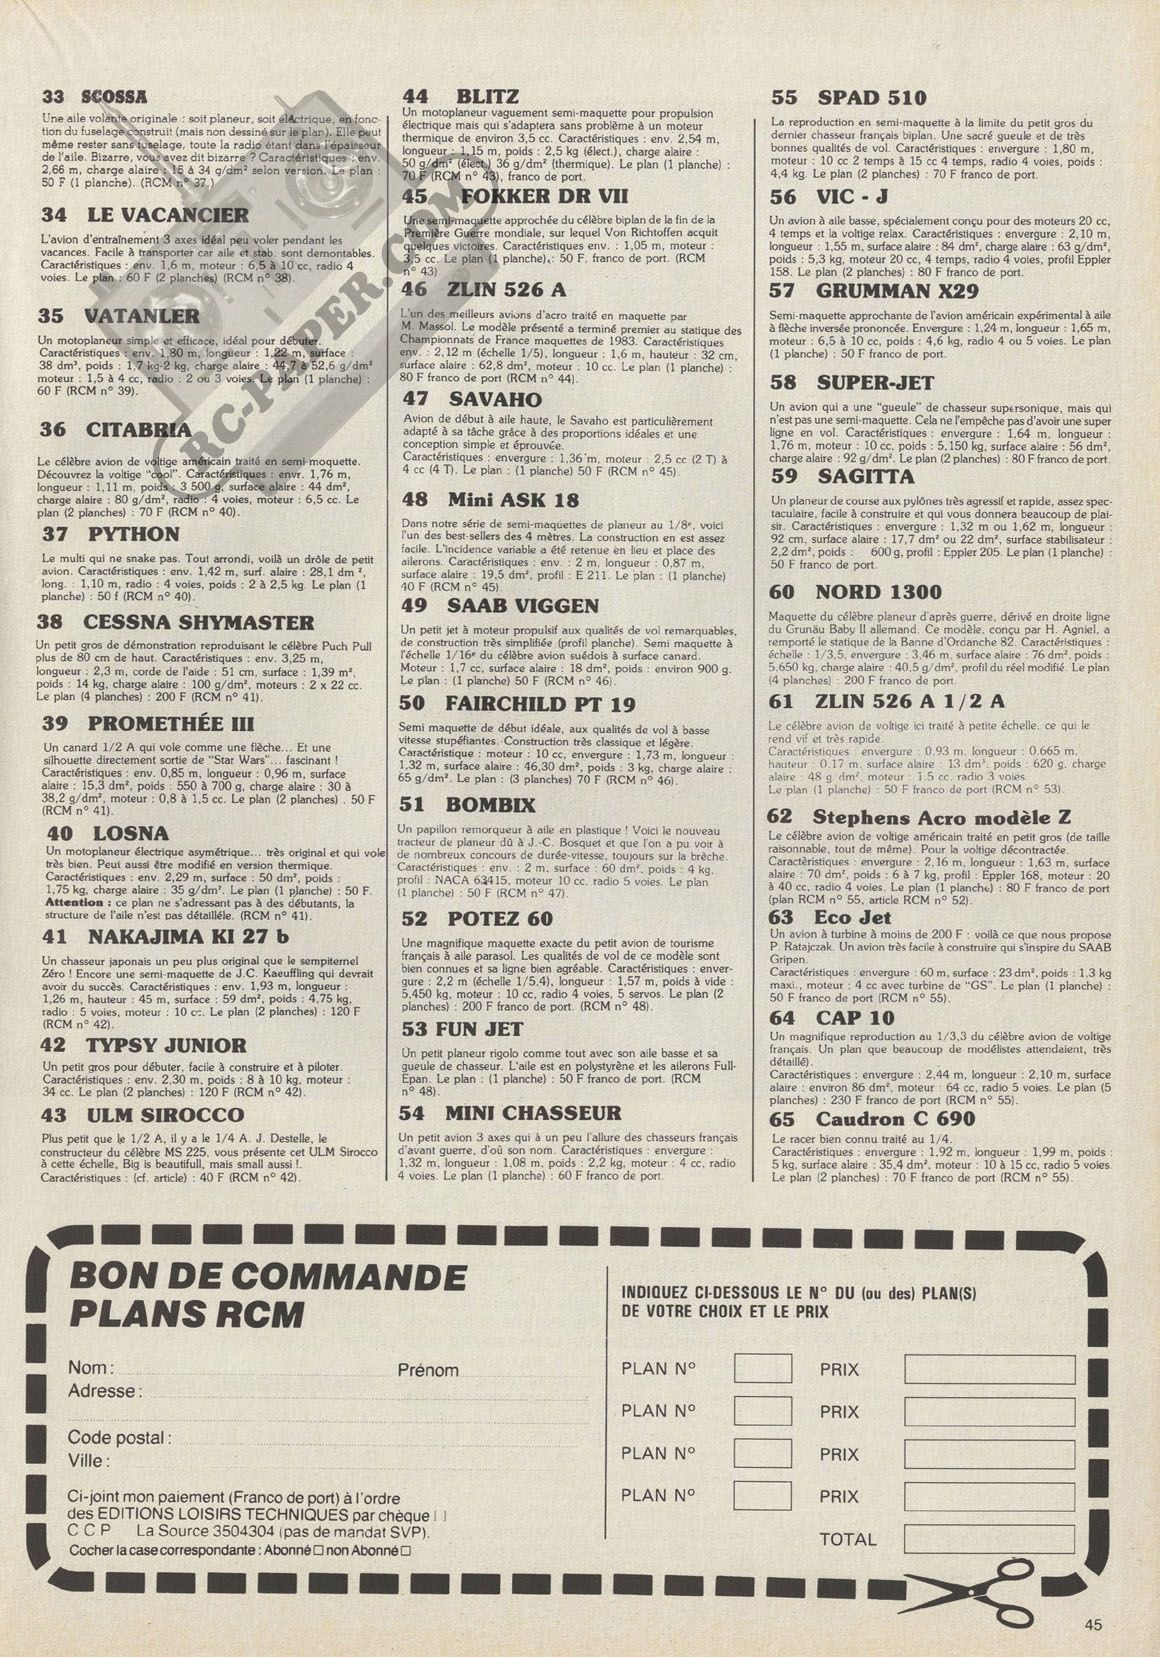 33 SCOSSA
Une aile volante originale : soit planeur, soit électrique, en fonc-
tion du fuselage construit (mais non dessiné sur le plan). Elle peut
même rester sans fuselage, toute la radio étant dans l'épaisseur
de l'aile. Bizarre, vous avez dit bizarre ? Caractéristiques : env.
2,66 m, charge alaire : 15 à 34 g/dm² selon version. Le plan :
50 F (1 planche). (RCM n° 37.)
34 LE VACANCIER
L'avion d'entraînement 3 axes idéal peu voler pendant les
vacances. Facile à transporter car aile et stab. sont demontables.
Caractéristiques : env. 1,6 m, moteur : 6,5 à 10 cc, radio 4
voies. Le plan : 60 F (2 planches) (RCM n° 38).
35 VATANLER
Un motoplaneur simple et efficace, idéal pour débuter.
Caractéristiques : env. 1,80 m, longueur : 1,22 m, surface :
38 dm², poids : 1,7 kg-2 kg, charge alaire : 44,7 à 52,6 g/dm²
moteur : 1,5 à 4 cc, radio : 2 ou 3 voies. Le plan (1 planche) :
60 F (RCM n° 39).
36 CITABRIA
Le célèbre avion de voltige américain traité en semi-moquette.
Découvrez la voltige "cool". Caractéristiques : envr. 1,76 m,
longueur : 1,11 m, poids : 3 500 g, surface alaire : 44 dm²,
charge alaire : 80 g/dm², radio : 4 voies, moteur : 6,5 cc. Le
plan (2 planches) : 70 F (RCM n° 40).
37 PYTHON
Le multi qui ne snake pas. Tout arrondi, voilà un drôle de petit
avion. Caractéristiques : env. 1,42 m, surf. alaire : 28,1 dm ²,
long. : 1,10 m, radio : 4 voies, poids : 2 à 2,5 kg. Le plan (1
planche) : 50 f (RCM n° 40).
38 CESSNA SHYMASTER
Un petit gros de démonstration reproduisant le célèbre Puch Pull
plus de 80 cm de haut. Caractéristiques : env. 3,25 m,
longueur : 2,3 m, corde de l'aide : 51 cm, surface : 1,39 m²,
poids : 14 kg, charge alaire : 100 g/dm², moteurs : 2 x 22 cc.
Le plan (4 planches) : 200 F (RCM n° 41).
39 PROMETHÉE III
Un canard 1/2 A qui vole comme une flèche... Et une
silhouette directement sortie de "Star Wars"... fascinant !
Caractéristiques : env. 0,85 m, longueur : 0,96 m, surface
alaire : 15,3 dm², poids : 550 à 700 g, charge alaire : 30 à
38,2 g/dm², moteur : 0,8 à 1,5 cc. Le plan (2 planches) . 50 F
(RCM n° 41).
40 LOSNA
Un motoplaneur électrique asymétrique... très original et qui vole
très bien. Peut aussi être modifié en version thermique.
Caractéristiques : env. 2,29 m, surface : 50 dm², poids :
1,75 kg, charge alaire : 35 g/dm². Le plan (1 planche) : 50 F.
Attention : ce plan ne s'adressant pas à des débutants, la
structure de l'aile n'est pas détailléle. (RCM n° 41).
41 NAKAJIMA KI 27 b
Un chasseur japonais un peu plus original que le sempiternel
Zéro ! Encore une semi-maquette de J.C. Kaeuffling qui devrait
avoir du succès. Caractéristiques : env. 1,93 m, longueur :
1,26 m, hauteur : 45 m, surface : 59 dm², poids : 4,75 kg,
radio : 5 voies, moteur : 10 cc. Le plan (2 planches) : 120 F
(RCM n° 42).
42 TYPSY JUNIOR
Un petit gros pour débuter, facile à construire et à piloter.
Caractéristiques : env. 2,30 m, poids : 8 à 10 kg, moteur :
34 cc. Le plan (2 planches) : 120 F (RCM n° 42).
43 ULM SIROCCO
Plus petit que le 1/2 A, il y a le 1/4 A. J. Destelle, le
constructeur du célèbre MS 225, vous présente cet ULM Sirocco
à cette échelle, Big is beautifull, mais small aussi !.
Caractéristiques : (cf. article) : 40 F (RCM n° 42).
44 BLITZ
Un motoplaneur vaguement semi-maquette pour propulsion
électrique mais qui s'adaptera sans problème à un moteur
thermique de environ 3,5 cc. Caractéristiques : env. 2,54 m,
longueur : 1,15 m, poids : 2,5 kg (élect.), charge alaire :
50 g/dm² (élect.) 36 g/dm² (thermique). Le plan (1 planche) :
70 F (RCM n° 43), franco de port.
45 FOKKER DR VII
Une semi-maquette approchée du célèbre biplan de la fin de la
Première Guerre mondiale, sur lequel Von Richtoffen acquit
quelques victoires. Caractéristiques env. : 1,05 m, moteur :
3,5 cc. Le plan (1 planche). : 50 F. franco de port. (RCM
n° 43).
46 ZLIN 526 A
L'un des meilleurs avions d'acro traité en maquette par
M. Massol. Le modèle présenté a terminé premier au statique des
Championnats de France maquettes de 1983. Caractéristiques
env. : 2,12 m (échelle 1/5), longueur : 1,6 m, hauteur : 32 cm,
surface alaire : 62,8 dm², moteur : 10 cc. Le plan (1 planche) :
80 F franco de port (RCM n° 44).
47 SAVAHO
Avion de début à aile haute, le Savaho est particulièrement
adapté à sa tâche grâce à des proportions idéales et une
conception simple et éprouvée.
Caractéristiques : envergure : 1,36 m, moteur : 2,5 cc (2 T) à
4 cc (4 T). Le plan : (1 planche) 50 F (RCM n° 45).
48 Mini ASK 18
Dans notre série de semi-maquettes de planeur au 1/8ᵉ, voici
l'un des best-sellers des 4 mètres. La construction en est assez
facile. L'incidence variable a été retenue en lieu et place des
ailerons. Caractéristiques : env. : 2 m, longueur : 0,87 m,
surface alaire : 19,5 dm², profil : E 211. Le plan : (1 planche)
40 F (RCM n° 45).
49 SAAB VIGGEN
Un petit jet à moteur propulsif aux qualités de vol remarquables,
de construction très simplifiée (profil planche). Semi maquette à
l'échelle 1/16ᵉ du célèbre avion suédois à surface canard.
Moteur : 1,7 cc, surface alaire : 18 dm², poids : environ 900 g.
Le plan : (1 planche) 50 F (RCM n° 46).
50 FAIRCHILD PT 19
Semi maquette de début idéale, aux qualités de vol à basse
vitesse stupéfiantes. Construction très classique et légère.
Caractéristique : moteur : 10 cc, envergure : 1,73 m, longueur :
1,32 m, surface alaire : 46,30 dm², poids : 3 kg, charge alaire :
65 g/dm². Le plan : (3 planches) 70 F (RCM n° 46).
51 BOMBIX
Un papillon remorqueur à aile en plastique ! Voici le nouveau
tracteur de planeur dû à J.-C. Bosquet et que l'on a pu voir à
de nombreux concours de durée-vitesse, toujours sur la brèche.
Caractéristiques : env. : 2 m, surface : 60 dm², poids : 4 kg.
profil : NACA 63415, moteur 10 cc. radio 5 voies. Le plan
(1 planche) : 50 F (RCM n° 47).
52 POTEZ 60
Une magnifique maquette exacte du petit avion de tourisme
français à aile parasol. Les qualités de vol de ce modèle sont
bien connues et sa ligne bien agréable. Caractéristiques : enver-
gure : 2,2 m (échelle 1/5,4), longueur : 1,57 m, poids à vide :
5,450 kg, moteur : 10 cc, radio 4 voies, 5 servos. Le plan (2
planches) : 200 F franco de port. (RCM n° 48).
53 FUN JET
Un petit planeur rigolo comme tout avec son aile basse et sa
gueule de chasseur. L'aile est en polystyrène et les ailerons Full-
Epan. Le plan : (1 planche) : 50 F franco de port. (RCM
n° 48).
54 MINI CHASSEUR
Un petit avion 3 axes qui à un peu l'allure des chasseurs français
d'avant guerre, d'où son nom. Caractéristiques : envergure :
1,32 m, longueur : 1,08 m, poids : 2,2 kg, moteur : 4 cc, radio
4 voies. Le plan (1 planche) : 60 F franco de port.
55 SPAD 510
La reproduction en semi-maquette à la limite du petit gros du
dernier chasseur français biplan. Une sacré gueule et de très
bonnes qualités de vol. Caractéristiques : envergure : 1,80 m,
moteur : 10 cc 2 temps à 15 cc 4 temps, radio 4 voies, poids :
4,4 kg. Le plan (2 planches) : 70 F franco de port.
56 VIC - J
Un avion à aile basse, spécialement conçu pour des moteurs 20 cc,
4 temps et la voltige relax. Caractéristiques : envergure : 2,10 m,
longueur : 1,55 m, surface alaire : 84 dm², charge alaire : 63 g/dm²,
poids : 5,3 kg, moteur 20 cc, 4 temps, radio 4 voies, profil Eppler
158. Le plan (2 planches) : 80 F franco de port.
57 GRUMMAN X29
Semi-maquette approchante de l'avion américain expérimental à aile
à flèche inversée prononcée. Envergure : 1,24 m, longueur : 1,65 m,
moteur : 6,5 à 10 cc, poids : 4,6 kg, radio 4 ou 5 voies. Le plan
(1 planche) : 50 F franco de port.
58 SUPER-JET
Un avion qui a une "gueule" de chasseur supersonique, mais qui
n'est pas une semi-maquette. Cela ne l'empêche pas d'avoir une super
ligne en vol. Caractéristiques : envergure : 1,64 m, longueur :
1,76 m, moteur : 10 cc, poids : 5,150 kg, surface alaire : 56 dm²,
charge alaire : 92 g/dm². Le plan (2 planches) : 80 F franco de port.
59 SAGITTA
Un planeur de course aux pylônes très agressif et rapide, assez spec-
taculaire, facile à construire et qui vous donnera beaucoup de plai-
sir. Caractéristiques : envergure : 1,32 m ou 1,62 m, longueur :
92 cm, surface alaire : 17,7 dm² ou 22 dm², surface stabilisateur :
2,2 dm², poids : 600 g, profil : Eppler 205. Le plan (1 planche) :
50 F franco de port.
60 NORD 1300
Maquette du célèbre planeur d'après guerre, dérivé en droite ligne
du Grunäu Baby II allemand. Ce modèle, conçu par H. Agniel, a
remporté le statique de la Banne d'Ordanche 82. Caractéristiques :
échelle : 1/3,5, envergure : 3,46 m, surface alaire : 76 dm², poids :
5,650 kg, charge alaire : 40,5 g/dm², profil du réel modifié. Le plan
(4 planches) : 200 F franco de port.
61 ZLIN 526 A 1/2 A
Le célèbre avion de voltige ici traité à petite échelle. ce qui le
rend vif et très rapide.
Caractéristiques : envergure : 0,93 m. longueur : 0,665 m.
hauteur : 0,17 m. surface alaire : 13 dm³. poids : 620 g. charge
alaire : 48 g/dm². moteur : 1.5 cc. radio 3 voies.
Le plan (1 planche) : 50 F franco de port (RCM n° 53).
62 Stephens Acro modèle Z
Le célèbre avion de voltige américain traité en petit gros (de taille
raisonnable, tout de même). Pour la voltige décontractée.
Caractèristiques : envergure : 2,16 m, longueur : 1,63 m, surface
alaire : 70 dm², poids : 6 à 7 kg, profil : Eppler 168, moteur : 20
à 40 cc, radio 4 voies. Le plan (1 planche) : 80 F franco de port
(plan RCM n° 55, article RCM n° 52).
63 Eco Jet
Un avion à turbine à moins de 200 F : voilà ce que nous propose
P. Ratajczak. Un avion très facile à construire qui s'inspire du SAAB
Gripen.
Caractéristiques : envergure : 60 m, surface : 23 dm², poids : 1,3 kg
maxi., moteur : 4 cc avec turbine de "GS". Le plan (1 planche) :
50 F franco de port (RCM n° 55).
64 CAP 10
Un magnifique reproduction au 1/3,3 du célèbre avion de voltige
français. Un plan que beaucoup de modélistes attendaient, très
détaillé).
Caractéristiques : envergure : 2,44 m, longueur : 2,10 m, surface
alaire : environ 86 dm², moteur : 64 cc, radio 5 voies. Le plan (5
planches) : 230 F franco de port (RCM n° 55).
65 Caudron C 690
Le racer bien connu traité au 1/4.
Caractéristiques : envergure : 1,92 m, longueur : 1,99 m, poids :
5 kg, surface alaire : 35,4 dm², moteur : 10 à 15 cc, radio 5 voies.
Le plan (2 planches) : 70 F franco de port (RCM n° 55).
RC-PAPER.COM
BON DE COMMANDE
PLANS RCM
Nom : Prénom
Adresse :
Code postal :
Ville :
Ci-joint mon paiement (Franco de port) à l'ordre
des EDITIONS LOISIRS TECHNIQUES par chèque
C C P La Source 3504304 (pas de mandat SVP).
Cocher la case correspondante : Abonné □ non Abonné □
INDIQUEZ CI-DESSOUS LE N° DU (ou des) PLAN(S)
DE VOTRE CHOIX ET LE PRIX
PLAN N° PRIX
PLAN N° PRIX
PLAN N° PRIX
PLAN N° PRIX
TOTAL
45